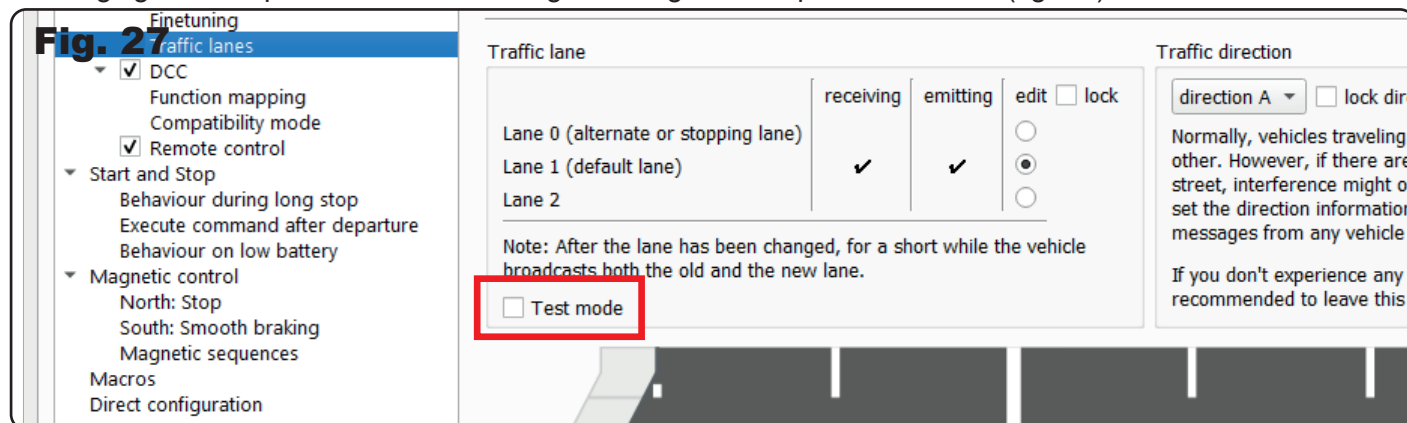 Fig. 27
Finetuning
Traffic lanes
DCC
Function mapping
Compatibility mode
Remote control
Start and Stop
Behaviour during long stop
Execute command after departure
Behaviour on low battery
Magnetic control
North: Stop
South: Smooth braking
Magnetic sequences
Macros
Direct configuration
Traffic lane
receiving emitting edit lock
Lane 0 (alternate or stopping lane)
Lane 1 (default lane) ✔ ✔
Lane 2
Note: After the lane has been changed, for a short while the vehicle
broadcasts both the old and the new lane.
Test mode
Traffic direction
direction A lock dir
Normally, vehicles traveling
other. However, if there are
street, interference might o
set the direction information
messages from any vehicle
If you don't experience any
recommended to leave this